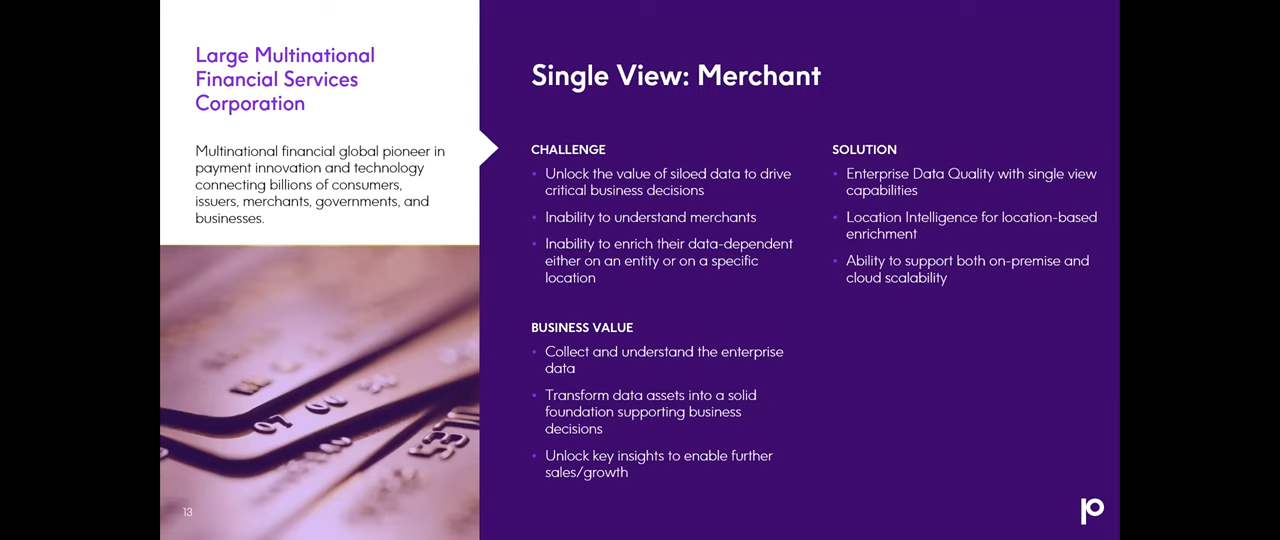 Large Multinational
Financial Services
Corporation
Multinational financial global pioneer in
payment innovation and technology
connecting billions of consumers,
issuers, merchants, governments, and
businesses.
13
Single View: Merchant
CHALLENGE
• Unlock the value of siloed data to drive
critical business decisions
• Inability to understand merchants
• Inability to enrich their data-dependent
either on an entity or on a specific
location
SOLUTION
• Enterprise Data Quality with single view
capabilities
• Location Intelligence for location-based
enrichment
• Ability to support both on-premise and
cloud scalability
BUSINESS VALUE
• Collect and understand the enterprise
data
• Transform data assets into a solid
foundation supporting business
decisions
• Unlock key insights to enable further
sales/growth